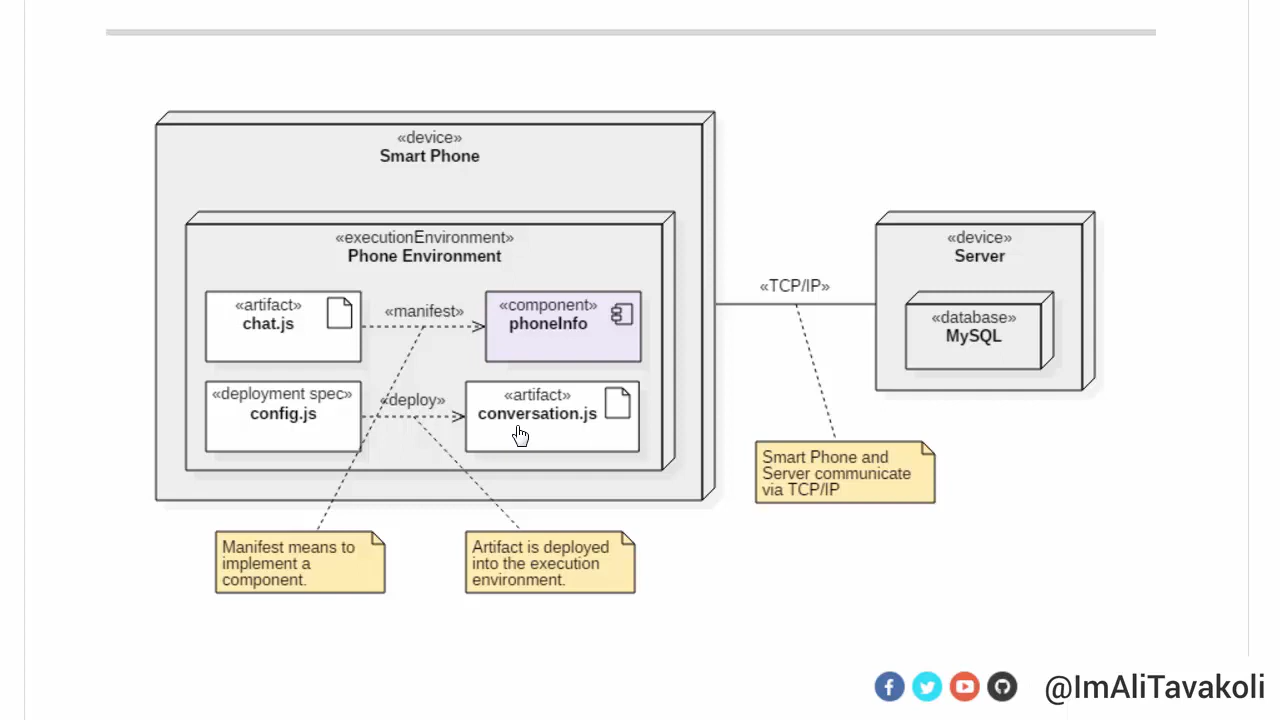 «device»
Smart Phone
«executionEnvironment»
Phone Environment
«artifact»
chat.js
«manifest»
«component»
phoneInfo
«deployment spec»
config.js
«deploy»
«artifact»
conversation.js
«TCP/IP»
«device»
Server
«database»
MySQL
Smart Phone and
Server communicate
via TCP/IP
Manifest means to
implement a
component.
Artifact is deployed
into the execution
environment.
@ImAliTavakoli